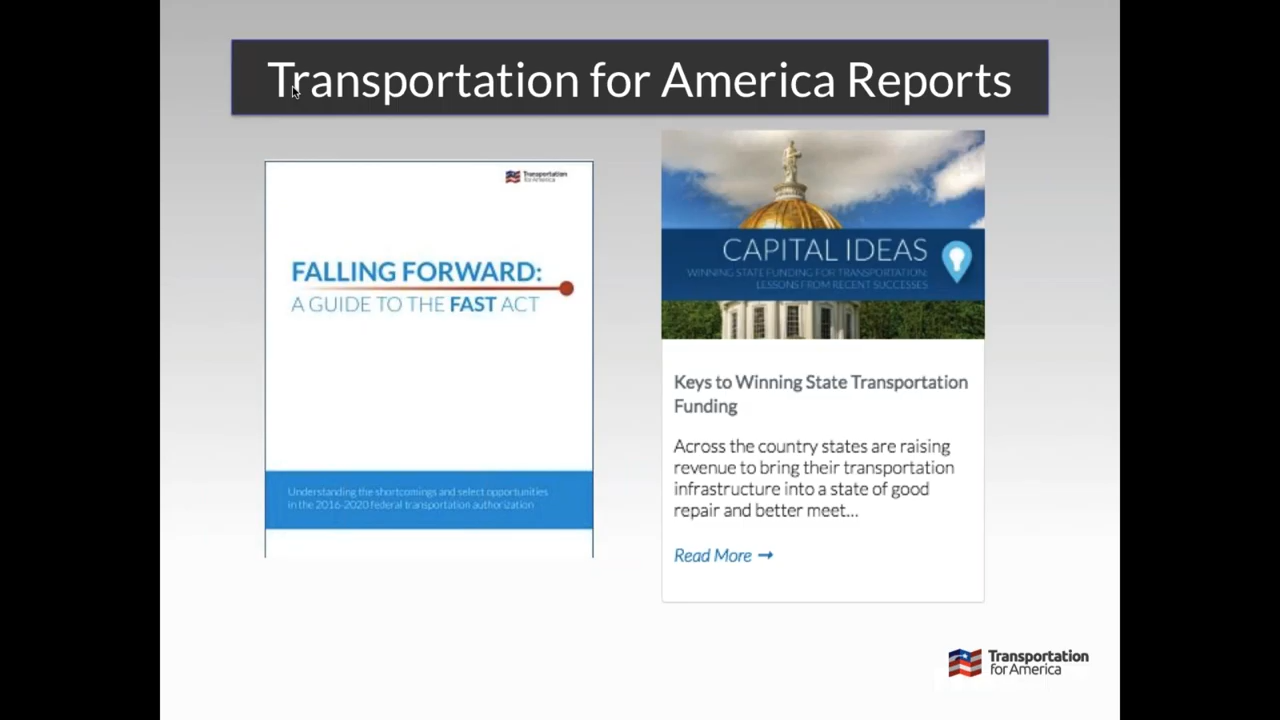 Transportation for America Reports
Transportation
for America
FALLING FORWARD:
A GUIDE TO THE FAST ACT
Understanding the shortcomings and select opportunities
in the 2016-2020 federal transportation authorization
CAPITAL IDEAS
WINNING STATE FUNDING FOR TRANSPORTATION:
LESSONS FROM RECENT SUCCESSES
Keys to Winning State Transportation
Funding
Across the country states are raising
revenue to bring their transportation
infrastructure into a state of good
repair and better meet...
Read More →
Transportation
for America